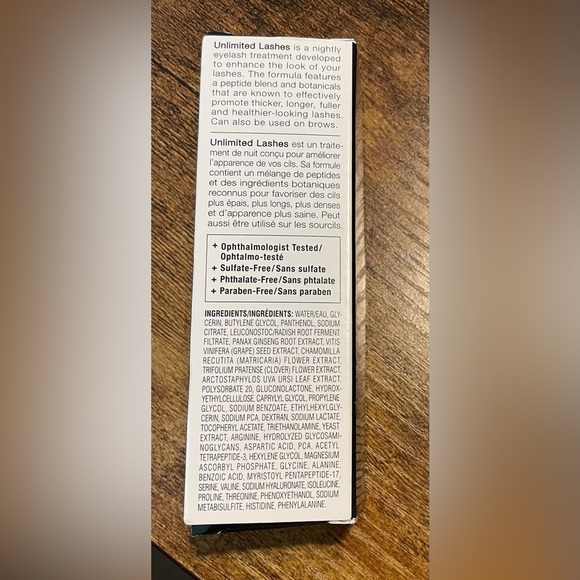 Unlimited Lashes is a nightly
eyelash treatment developed
to enhance the look of your
lashes. The formula features
a peptide blend and botanicals
that are known to effectively
promote thicker, longer, fuller
and healthier-looking lashes.
Can also be used on brows.
Unlimited Lashes est un traite-
ment de nuit conçu pour améliorer
l'apparence de vos cils. Sa formule
contient un mélange de peptides
et des ingrédients botaniques
reconnus pour favoriser des cils
plus épais, plus longs, plus denses
et d'apparence plus saine. Peut
aussi être utilisé sur les sourcils.
+ Ophthalmologist Tested/
Ophtalmo-testé
+ Sulfate-Free/Sans sulfate
+ Phthalate-Free/Sans phtalate
+ Paraben-Free/Sans paraben
INGREDIENTS/INGRÉDIENTS: WATER/EAU, GLY-
CERIN, BUTYLENE GLYCOL, PANTHENOL, SODIUM
CITRATE, LEUCONOSTOC/RADISH ROOT FERMENT
FILTRATE, PANAX GINSENG ROOT EXTRACT, VITIS
VINIFERA (GRAPE) SEED EXTRACT, CHAMOMILLA
RECUTITA (MATRICARIA) FLOWER EXTRACT,
TRIFOLIUM PRATENSE (CLOVER) FLOWER EXTRACT,
ARCTOSTAPHYLOS UVA URSI LEAF EXTRACT,
POLYSORBATE 20, GLUCONOLACTONE, HYDROX-
YETHYLCELLULOSE, CAPRYLYL GLYCOL, PROPYLENE
GLYCOL, SODIUM BENZOATE, ETHYLHEXYLGLY-
CERIN, SODIUM PCA, DEXTRAN, SODIUM LACTATE,
TOCOPHERYL ACETATE, TRIETHANOLAMINE, YEAST
EXTRACT, ARGININE, HYDROLYZED GLYCOSAMI-
NOGLYCANS, ASPARTIC ACID, PCA, ACETYL
TETRAPEPTIDE-3, HEXYLENE GLYCOL, MAGNESIUM
ASCORBYL PHOSPHATE, GLYCINE, ALANINE,
BENZOIC ACID, MYRISTOYL PENTAPEPTIDE-17,
SERINE, VALINE, SODIUM HYALURONATE, ISOLEUCINE,
PROLINE, THREONINE, PHENOXYETHANOL, SODIUM
METABISULFITE, HISTIDINE, PHENYLALANINE.